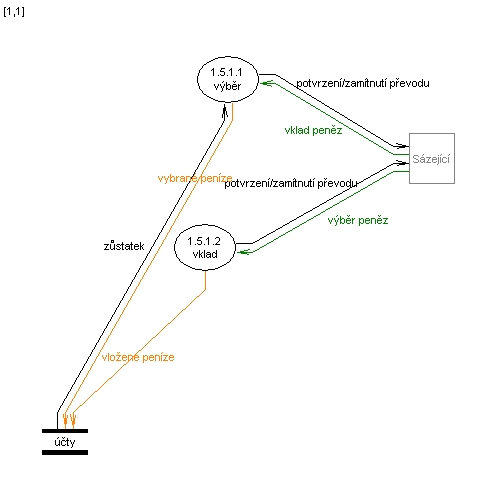 [1,1]
1.5.1.1
výběr
potvrzení/zamítnutí převodu
vklad peněz
Sázející
vybrané peníze
potvrzení/zamítnutí převodu
výběr peněz
1.5.1.2
vklad
zůstatek
vložené peníze
účty